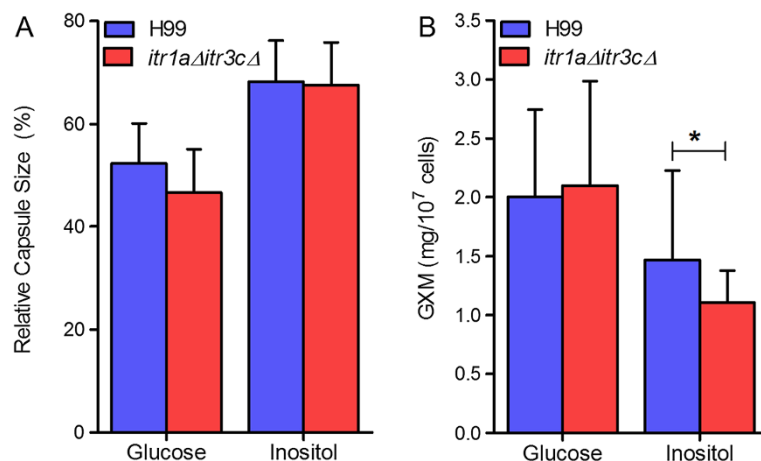 A
H99
itr1aΔitr3cΔ
Relative Capsule Size (%)
80
60
40
20
0
Glucose Inositol
B
H99
itr1aΔitr3cΔ
GXM (mg/10⁷ cells)
3.5
3.0
2.5
2.0
1.5
1.0
0.5
0.0
*
Glucose Inositol